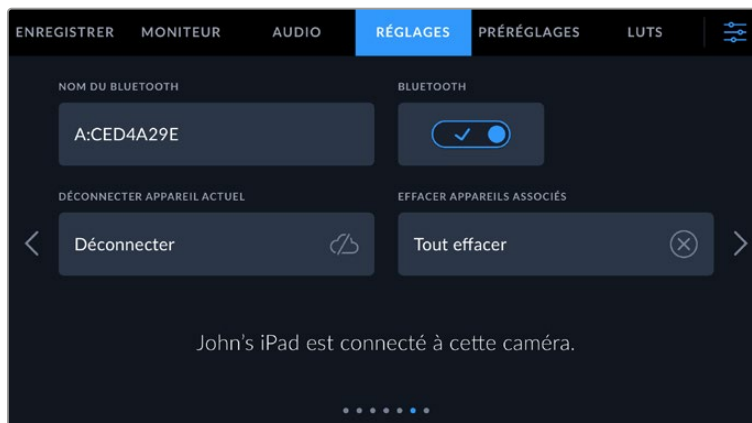 ENREGISTRER MONITEUR AUDIO RÉGLAGES PRÉRÉGLAGES LUTS
NOM DU BLUETOOTH BLUETOOTH
A:CED4A29E
DÉCONNECTER APPAREIL ACTUEL EFFACER APPAREILS ASSOCIÉS
Déconnecter Tout effacer
John's iPad est connecté à cette caméra.